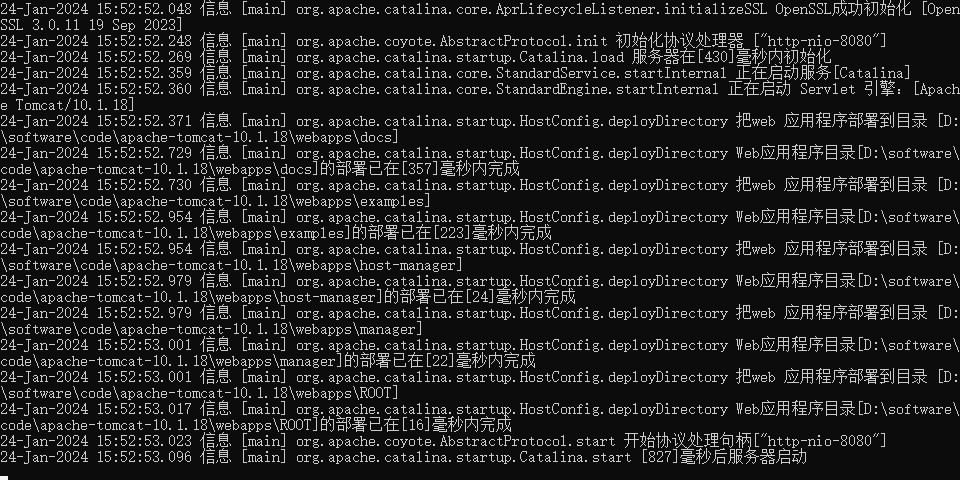 24-Jan-2024 15:52:52.048 信息 [main] org.apache.catalina.core.AprLifecycleListener.initializeSSL OpenSSL成功初始化 [Open
SSL 3.0.11 19 Sep 2023]
24-Jan-2024 15:52:52.248 信息 [main] org.apache.coyote.AbstractProtocol.init 初始化协议处理器 ["http-nio-8080"]
24-Jan-2024 15:52:52.269 信息 [main] org.apache.catalina.startup.Catalina.load 服务器在[430]毫秒内初始化
24-Jan-2024 15:52:52.359 信息 [main] org.apache.catalina.core.StandardService.startInternal 正在启动服务[Catalina]
24-Jan-2024 15:52:52.360 信息 [main] org.apache.catalina.core.StandardEngine.startInternal 正在启动 Servlet 引擎：[Apach
e Tomcat/10.1.18]
24-Jan-2024 15:52:52.371 信息 [main] org.apache.catalina.startup.HostConfig.deployDirectory 把web 应用程序部署到目录 [D:
\software\code\apache-tomcat-10.1.18\webapps\docs]
24-Jan-2024 15:52:52.729 信息 [main] org.apache.catalina.startup.HostConfig.deployDirectory Web应用程序目录[D:\software\
code\apache-tomcat-10.1.18\webapps\docs]的部署已在[357]毫秒内完成
24-Jan-2024 15:52:52.730 信息 [main] org.apache.catalina.startup.HostConfig.deployDirectory 把web 应用程序部署到目录 [D:
\software\code\apache-tomcat-10.1.18\webapps\examples]
24-Jan-2024 15:52:52.954 信息 [main] org.apache.catalina.startup.HostConfig.deployDirectory Web应用程序目录[D:\software\
code\apache-tomcat-10.1.18\webapps\examples]的部署已在[223]毫秒内完成
24-Jan-2024 15:52:52.954 信息 [main] org.apache.catalina.startup.HostConfig.deployDirectory 把web 应用程序部署到目录 [D:
\software\code\apache-tomcat-10.1.18\webapps\host-manager]
24-Jan-2024 15:52:52.979 信息 [main] org.apache.catalina.startup.HostConfig.deployDirectory Web应用程序目录[D:\software\
code\apache-tomcat-10.1.18\webapps\host-manager]的部署已在[24]毫秒内完成
24-Jan-2024 15:52:52.979 信息 [main] org.apache.catalina.startup.HostConfig.deployDirectory 把web 应用程序部署到目录 [D:
\software\code\apache-tomcat-10.1.18\webapps\manager]
24-Jan-2024 15:52:53.001 信息 [main] org.apache.catalina.startup.HostConfig.deployDirectory Web应用程序目录[D:\software\
code\apache-tomcat-10.1.18\webapps\manager]的部署已在[22]毫秒内完成
24-Jan-2024 15:52:53.001 信息 [main] org.apache.catalina.startup.HostConfig.deployDirectory 把web 应用程序部署到目录 [D:
\software\code\apache-tomcat-10.1.18\webapps\ROOT]
24-Jan-2024 15:52:53.017 信息 [main] org.apache.catalina.startup.HostConfig.deployDirectory Web应用程序目录[D:\software\
code\apache-tomcat-10.1.18\webapps\ROOT]的部署已在[16]毫秒内完成
24-Jan-2024 15:52:53.023 信息 [main] org.apache.coyote.AbstractProtocol.start 开始协议处理句柄["http-nio-8080"]
24-Jan-2024 15:52:53.096 信息 [main] org.apache.catalina.startup.Catalina.start [827]毫秒后服务器启动